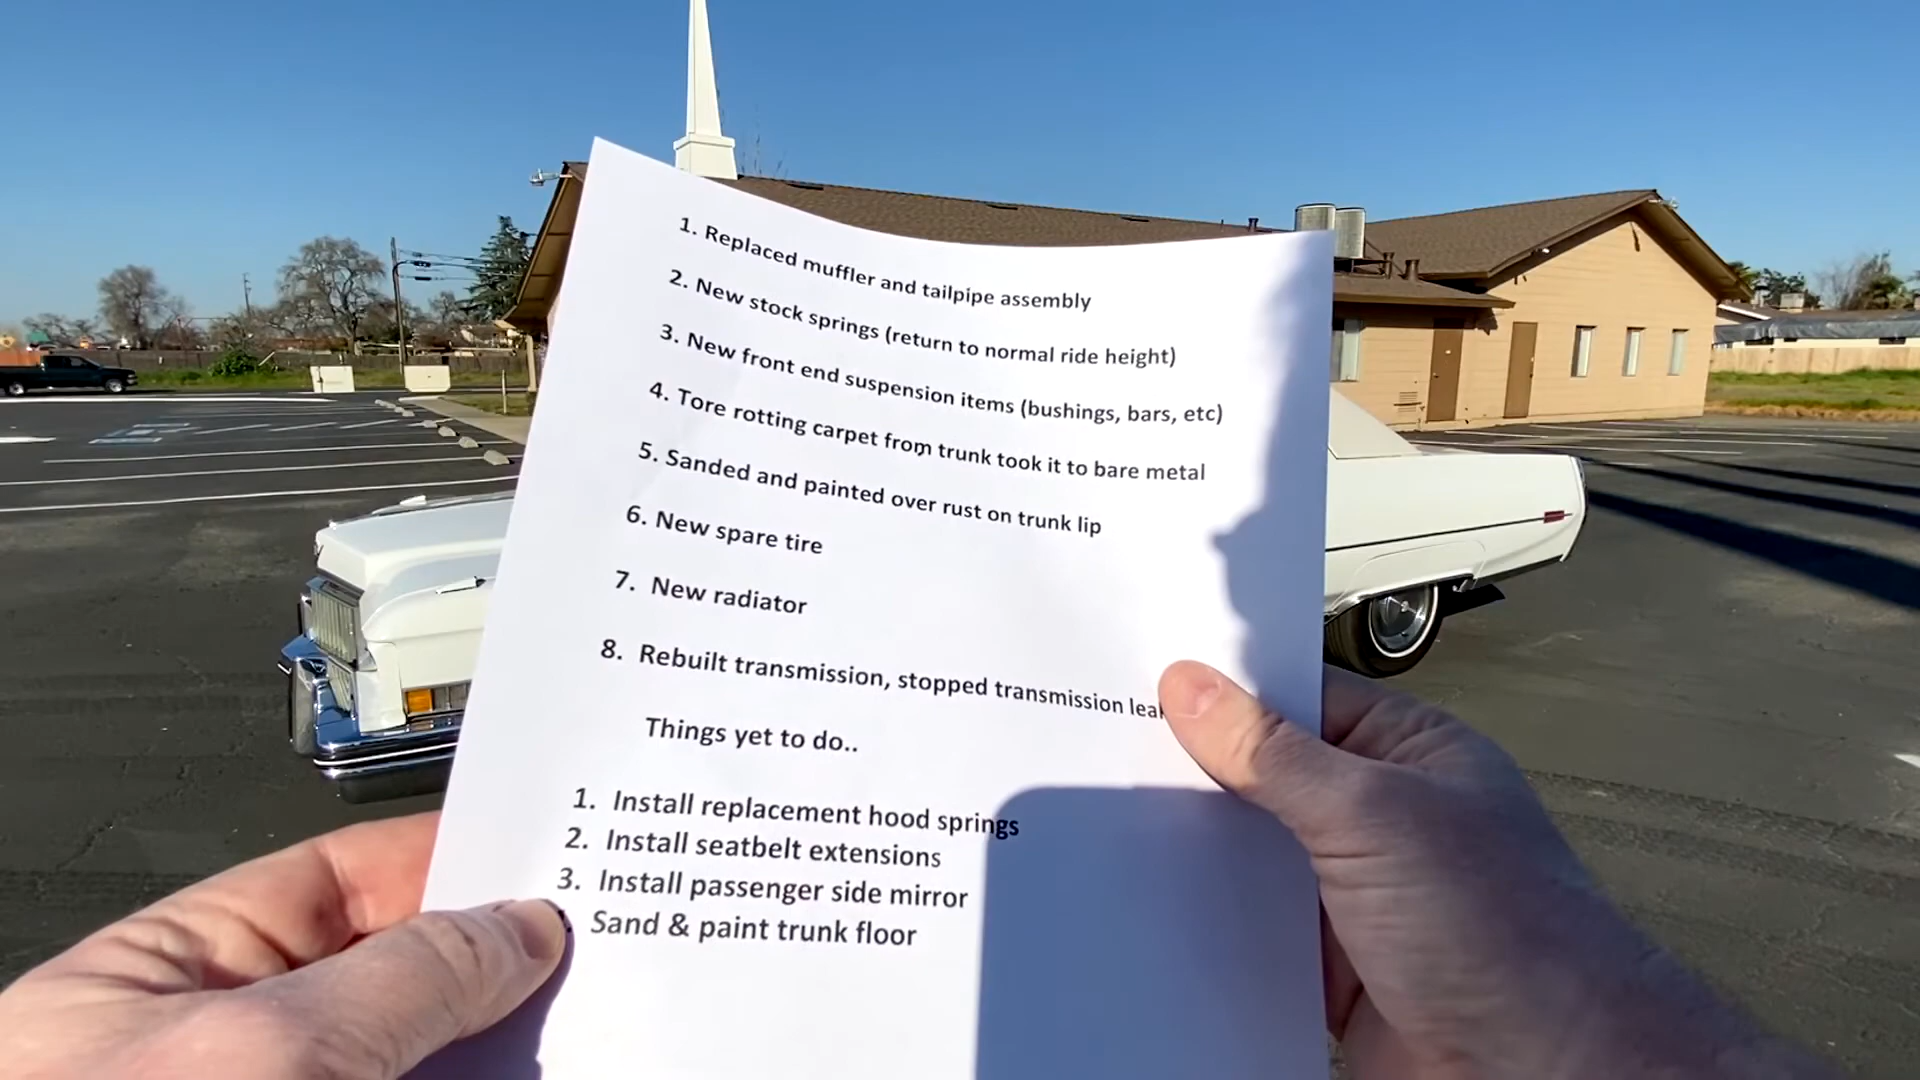 1. Replaced muffler and tailpipe assembly
2. New stock springs (return to normal ride height)
3. New front end suspension items (bushings, bars, etc)
4. Tore rotting carpet from trunk took it to bare metal
5. Sanded and painted over rust on trunk lip
6. New spare tire
7. New radiator
8. Rebuilt transmission, stopped transmission
Things yet to do..
1. Install replacement hood springs
2. Install seatbelt extensions
3. Install passenger side mirror
Sand & paint trunk floor